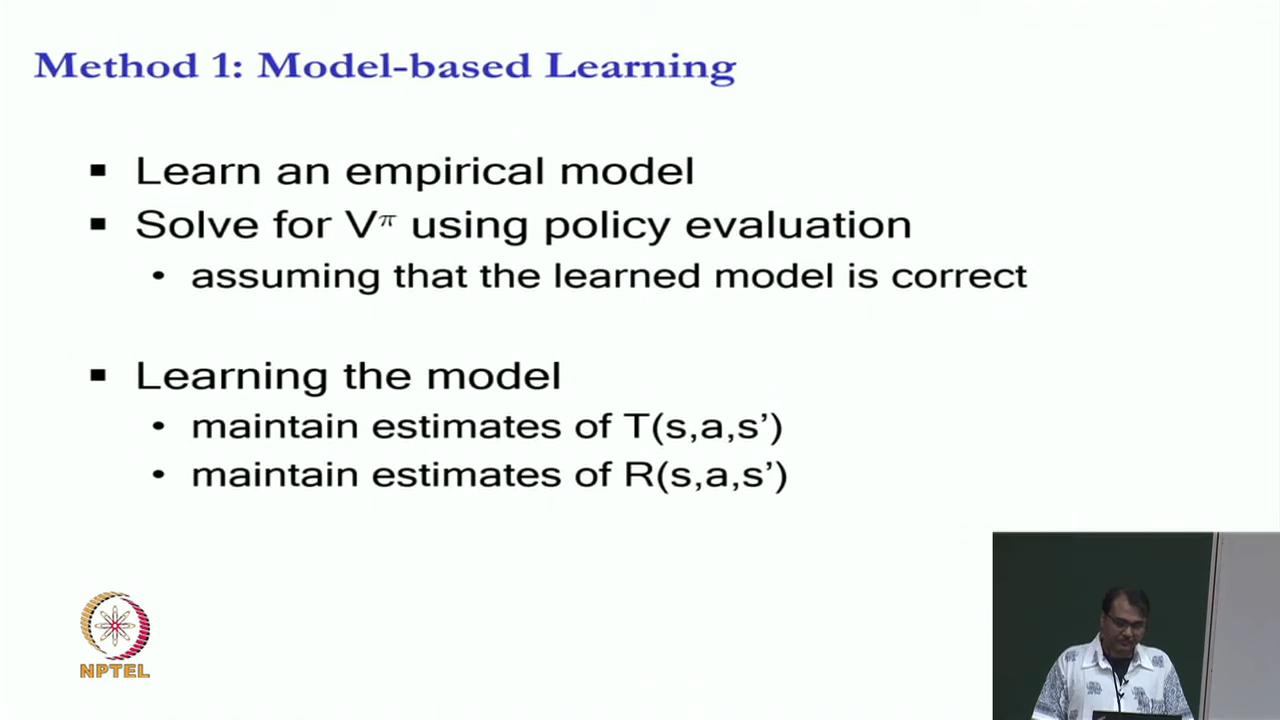 Method 1: Model-based Learning
▪ Learn an empirical model
▪ Solve for Vπ using policy evaluation
• assuming that the learned model is correct
▪ Learning the model
• maintain estimates of T(s,a,s’)
• maintain estimates of R(s,a,s’)
NPTEL